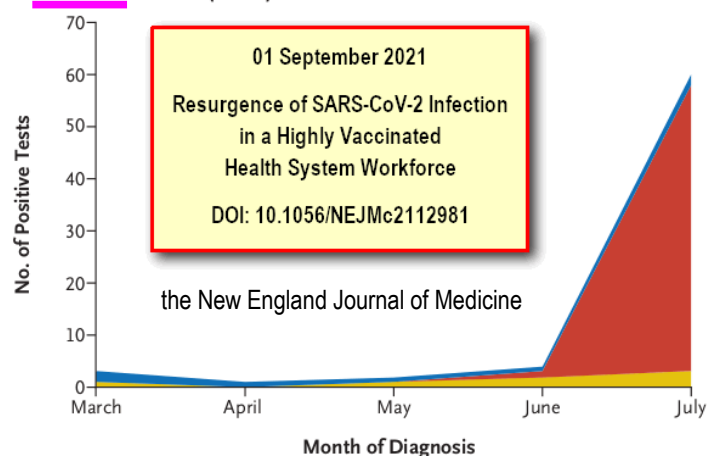 70
01 September 2021
60
Resurgence of SARS-CoV-2 Infection
in a Highly Vaccinated
Health System Workforce
50
DOI: 10.1056/NEJMc2112981
40
30
20
10
0
No. of Positive Tests
the New England Journal of Medicine
March April May June July
Month of Diagnosis